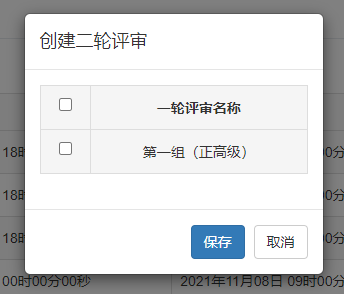 创建二轮评审
一轮评审名称
第一组（正高级）
18时
00分
18时
00分
18时
00分
保存 取消
00时00分00秒 2021年11月08日 09时00分